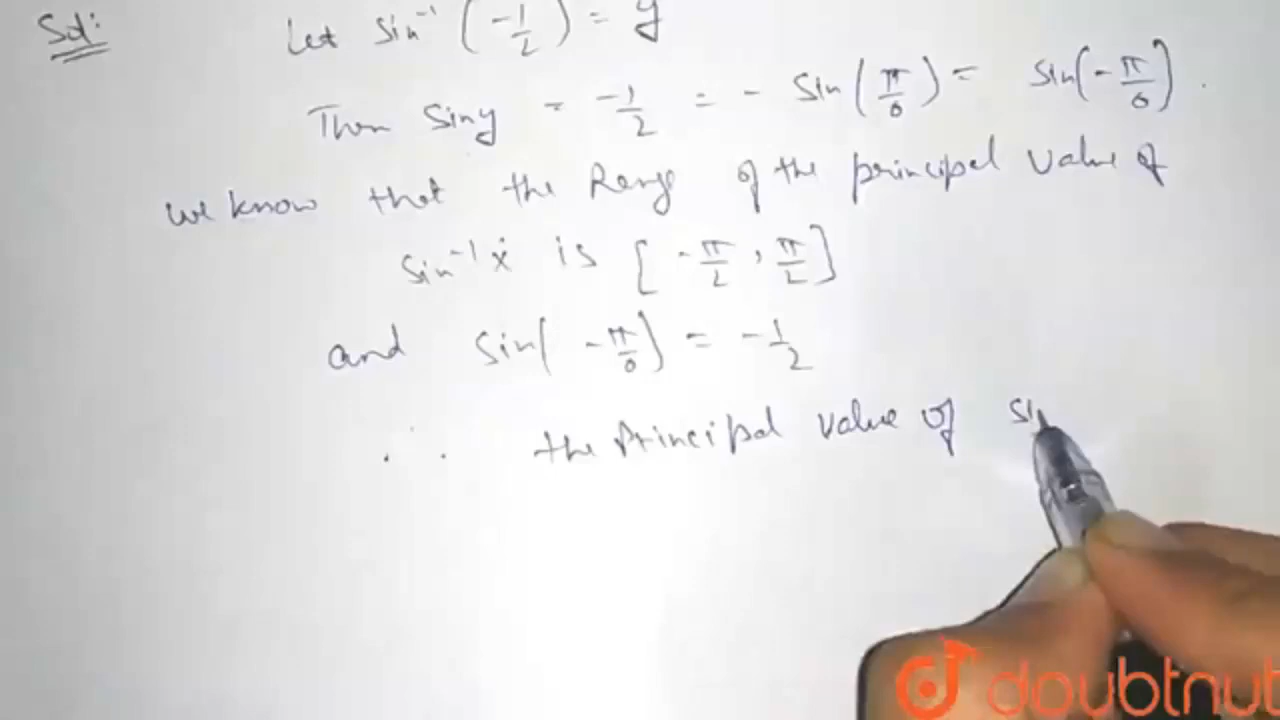 Sol:
Let sin⁻¹ (-1/2) = y
Then Siny = -1/2 = - Sin(π/6) = Sin(-π/6).
we know that the Range of the principal value of
Sin⁻¹x is [-π/2, π/2]
and Sin(-π/6) = -1/2
∴ the Principal value of si
doubtnut